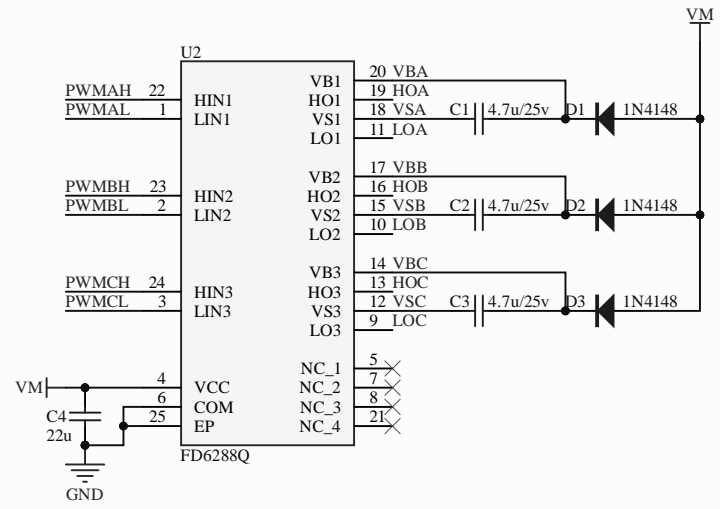 VM
U2
20 VBA
VB1
PWMAH 22 HIN1 HO1 19 HOA
PWMAL 1 LIN1 VS1 18 VSA C1 4.7u/25v D1 1N4148
LO1 11 LOA
VB2 17 VBB
PWMBH 23 HIN2 HO2 16 HOB
PWMBL 2 LIN2 VS2 15 VSB C2 4.7u/25v D2 1N4148
LO2 10 LOB
VB3 14 VBC
PWMCH 24 HIN3 HO3 13 HOC
PWMCL 3 LIN3 VS3 12 VSC C3 4.7u/25v D3 1N4148
LO3 9 LOC
NC_1 5
VM 4 VCC NC_2 7
C4 6 COM NC_3 8
22u 25 EP NC_4 21
FD6288Q
GND